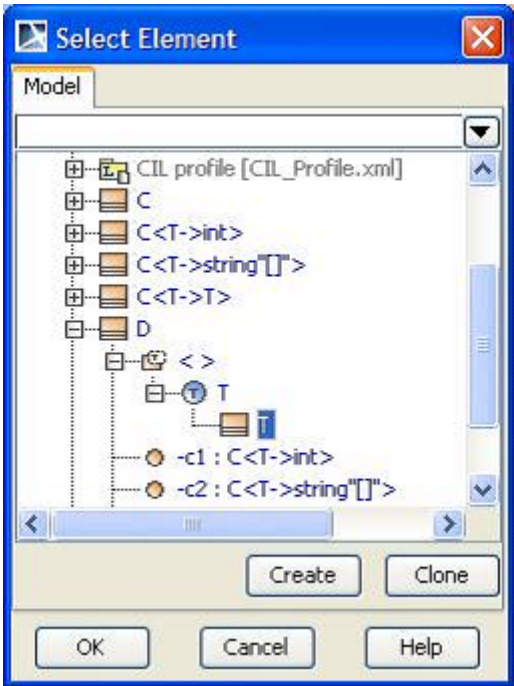 Select Element
Model
CIL profile [CIL_Profile.xml]
C
C<T->int>
C<T->string"[]">
C<T->T>
D
< >
T
T
-c1 : C<T->int>
-c2 : C<T->string"[]">
Create Clone
OK Cancel Help